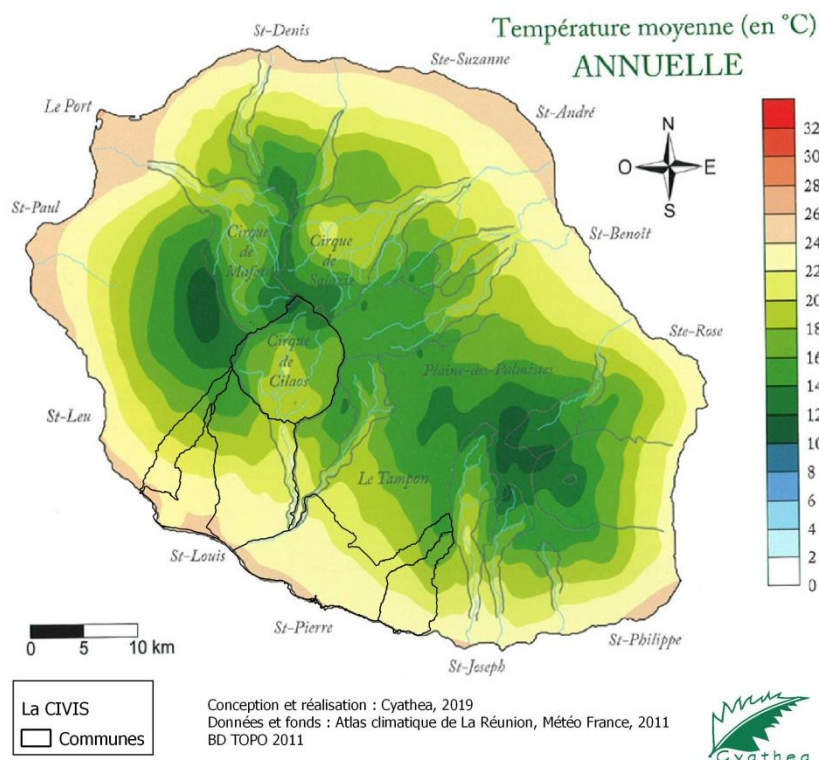 Température moyenne (en °C)
ANNUELLE
St-Denis
Ste-Suzanne
Le Port
St-André
N
O
E
S
St-Paul
St-Benoît
Cirque
de
Mafate
Cirque
de
Salazie
Ste-Rose
Cirque
de
Cilaos
Plaine-des-Palmistes
St-Leu
Le Tampon
St-Louis
St-Pierre
St-Philippe
St-Joseph
32
30
28
26
24
22
20
18
16
14
12
10
8
6
4
2
0
0 5 10 km
La CIVIS
Communes
Conception et réalisation : Cyathea, 2019
Données et fonds : Atlas climatique de La Réunion, Météo France, 2011
BD TOPO 2011
Cyathea